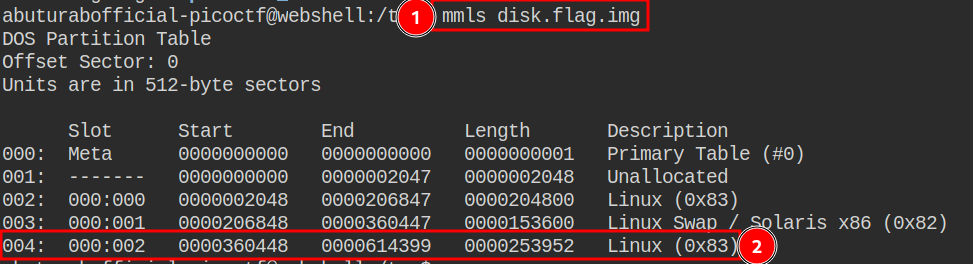 abuturabofficial-picoctf@webshell:/t 1 mmls disk.flag.img
DOS Partition Table
Offset Sector: 0
Units are in 512-byte sectors
Slot Start End Length Description
000: Meta 0000000000 0000000000 0000000001 Primary Table (#0)
001: ------- 0000000000 0000002047 0000002048 Unallocated
002: 000:000 0000002048 0000206847 0000204800 Linux (0x83)
003: 000:001 0000206848 0000360447 0000153600 Linux Swap / Solaris x86 (0x82)
004: 000:002 0000360448 0000614399 0000253952 Linux (0x83) 2